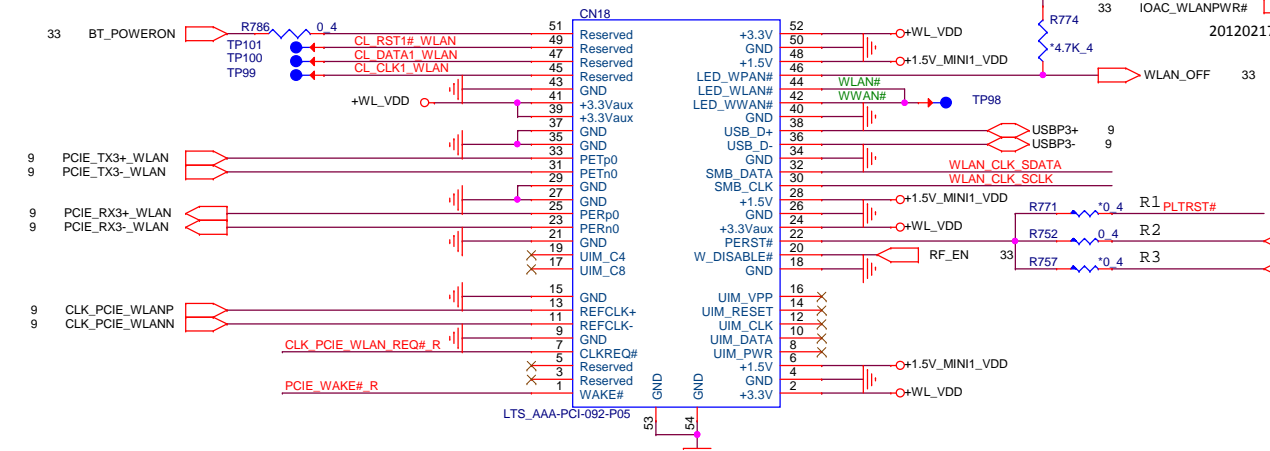 CN18
33 IOAC_WLANPWR#
R774
20120217
*4.7K_4
33 BT_POWERON R786 0_4 51 Reserved +3.3V 52 +WL_VDD
TP101 CL_RST1#_WLAN 49 Reserved GND 50
TP100 CL_DATA1_WLAN 47 Reserved +1.5V 48 +1.5V_MINI1_VDD
TP99 CL_CLK1_WLAN 45 Reserved LED_WPAN# 46 WLAN_OFF 33
43 GND LED_WLAN# 44 WLAN#
+WL_VDD 41 +3.3Vaux LED_WWAN# 42 WWAN# TP98
39 +3.3Vaux GND 40
37 GND USB_D+ 38 USBP3+ 9
35 GND USB_D- 36 USBP3- 9
9 PCIE_TX3+_WLAN 33 PETp0 GND 34
9 PCIE_TX3-_WLAN 31 PETn0 SMB_DATA 32 WLAN_CLK_SDATA
29 GND SMB_CLK 30 WLAN_CLK_SCLK
27 GND +1.5V 28 +1.5V_MINI1_VDD
9 PCIE_RX3+_WLAN 25 PERp0 GND 26 R771 *0_4 R1 PLTRST#
9 PCIE_RX3-_WLAN 23 PERn0 +3.3Vaux 24 +WL_VDD
21 GND PERST# 22 R752 0_4 R2
19 UIM_C4 W_DISABLE# 20 RF_EN 33
17 UIM_C8 GND 18 R757 *0_4 R3
15 GND UIM_VPP 16
9 CLK_PCIE_WLANP 13 REFCLK+ UIM_RESET 14
9 CLK_PCIE_WLANN 11 REFCLK- UIM_CLK 12
9 GND UIM_DATA 10
CLK_PCIE_WLAN_REQ#_R 7 CLKREQ# UIM_PWR 8
5 Reserved +1.5V 6 +1.5V_MINI1_VDD
3 Reserved GND 4
PCIE_WAKE#_R 1 WAKE# +3.3V 2 +WL_VDD
GND GND
LTS_AAA-PCI-092-P05
53 54